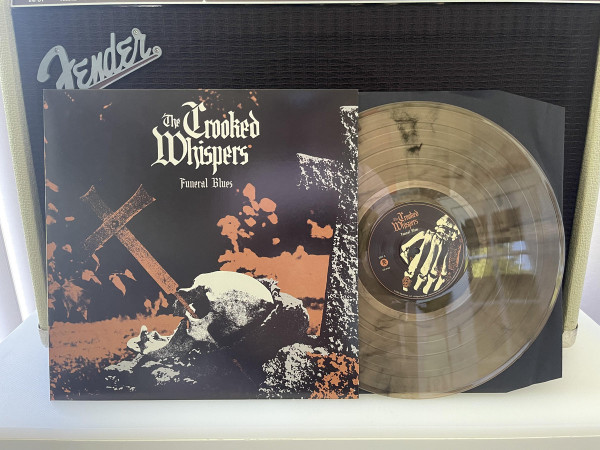 Fender
The Crooked
Whispers
Funeral Blues
The Crooked
Whispers
Funeral Blues